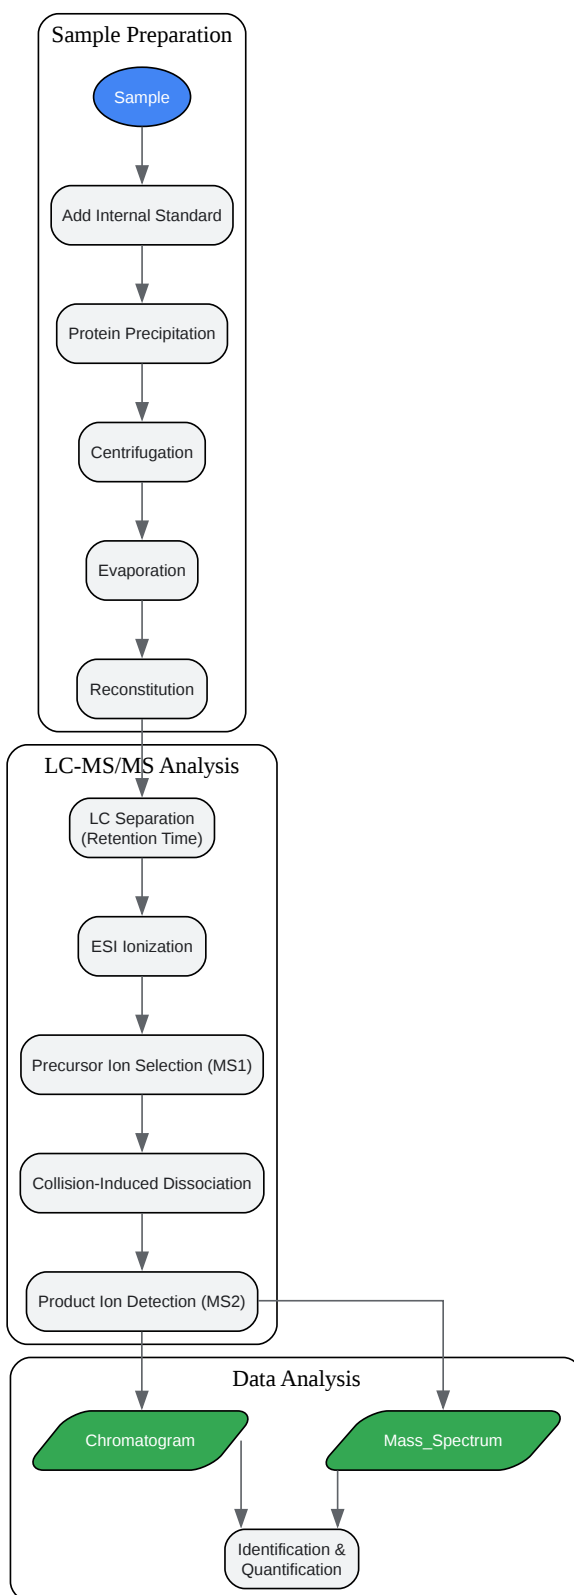 Sample Preparation
Sample
Add Internal Standard
Protein Precipitation
Centrifugation
Evaporation
Reconstitution
LC-MS/MS Analysis
LC Separation
(Retention Time)
ESI Ionization
Precursor Ion Selection (MS1)
Collision-Induced Dissociation
Product Ion Detection (MS2)
Data Analysis
Chromatogram
Mass_Spectrum
Identification &
Quantification